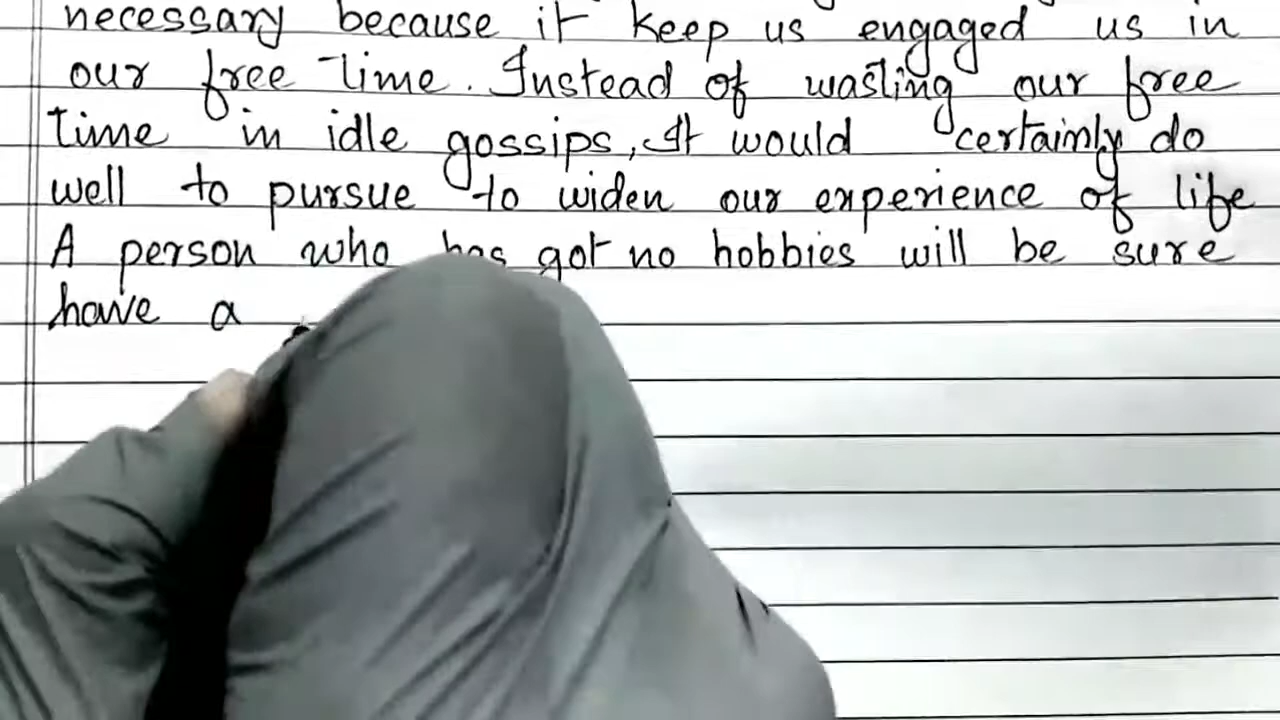 necessary because it keep us engaged us in
our free time. Instead of wasting our free
time in idle gossips, It would certainly do
well to pursue to widen our experience of life
A person who has got no hobbies will be sure
have a